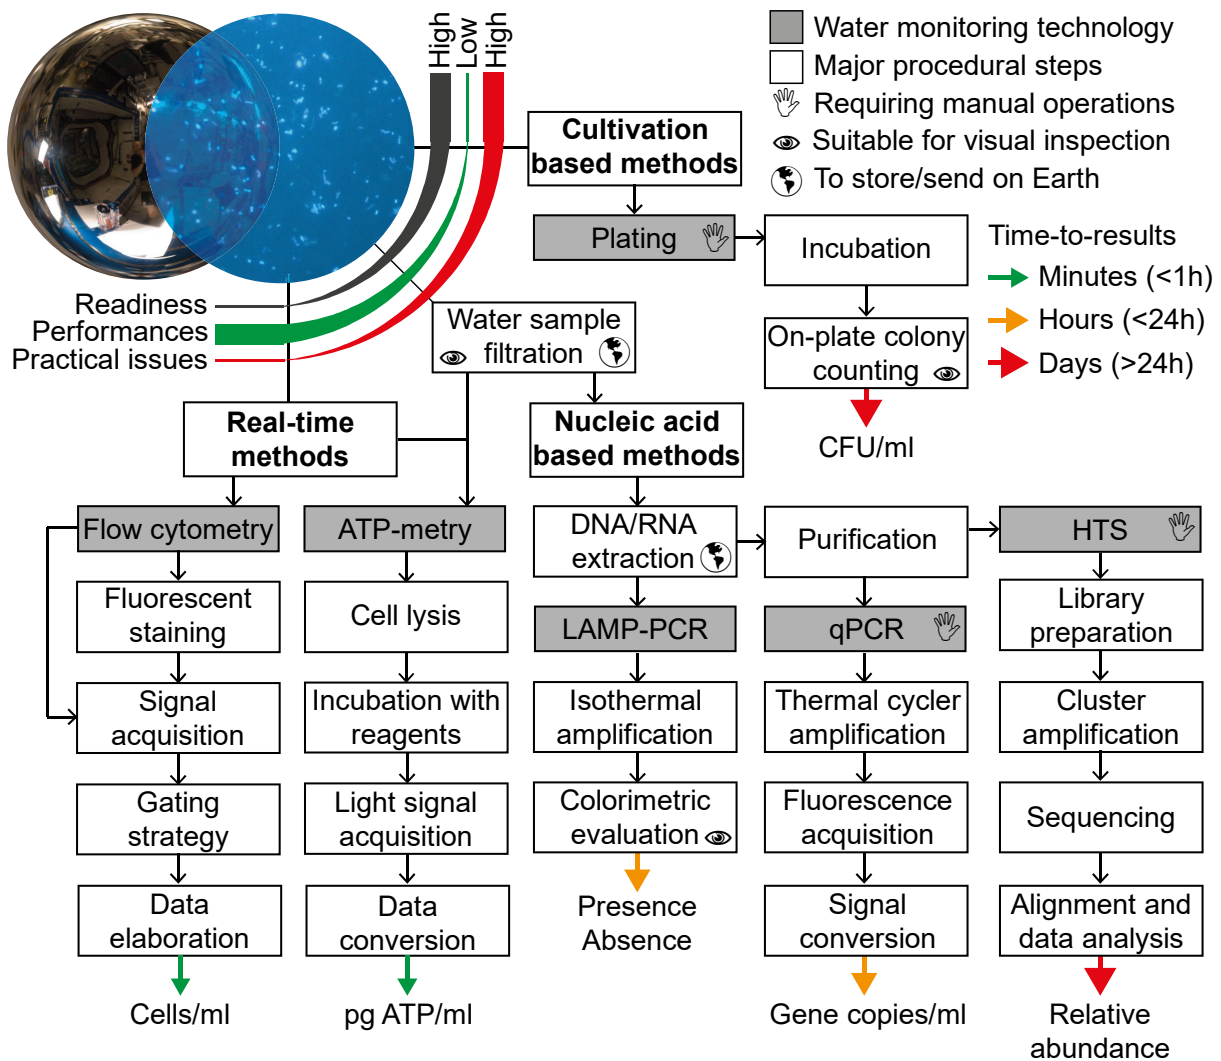 High
Low
High
Water monitoring technology
Major procedural steps
Requiring manual operations
Suitable for visual inspection
To store/send on Earth
Cultivation
based methods
Plating
Incubation
On-plate colony
counting
CFU/ml
Time-to-results
Minutes (<1h)
Hours (<24h)
Days (>24h)
Readiness
Performances
Practical issues
Water sample
filtration
Real-time
methods
Nucleic acid
based methods
Flow cytometry
Fluorescent
staining
Signal
acquisition
Gating
strategy
Data
elaboration
Cells/ml
ATP-metry
Cell lysis
Incubation with
reagents
Light signal
acquisition
Data
conversion
pg ATP/ml
DNA/RNA
extraction
LAMP-PCR
Isothermal
amplification
Colorimetric
evaluation
Presence
Absence
Purification
qPCR
Thermal cycler
amplification
Fluorescence
acquisition
Signal
conversion
Gene copies/ml
HTS
Library
preparation
Cluster
amplification
Sequencing
Alignment and
data analysis
Relative
abundance